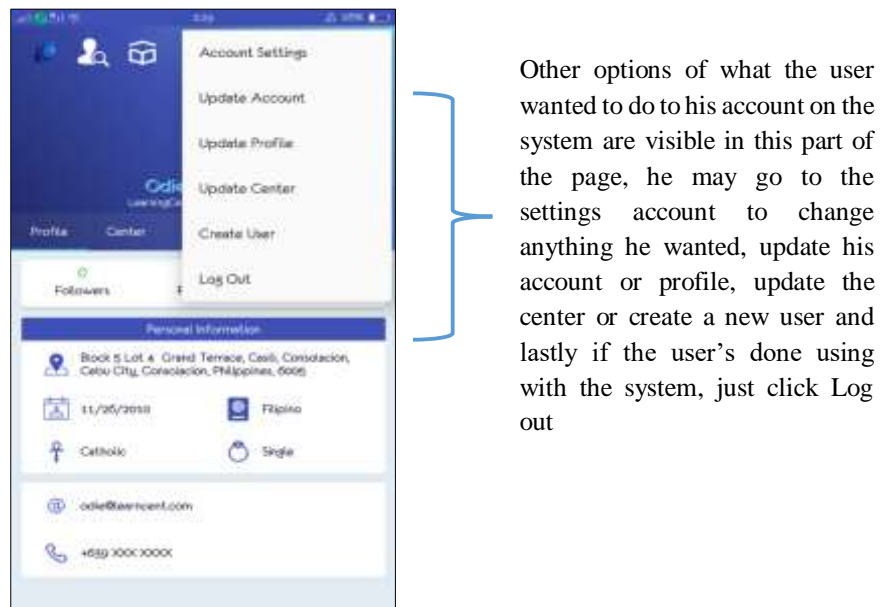 Account Settings
Update Account
Update Profile
Update Center
Create User
Log Out
Odie
Profile Center
Followers
Personal Information
Block 5 Lot 4 Grand Terrace, Casili, Consolacion,
Cebu City, Consolacion, Philippines, 6005
11/26/2010 Filipino
Catholic Single
odie@learncent.com
+639 XXX XXXX
Other options of what the user
wanted to do to his account on the
system are visible in this part of
the page, he may go to the
settings account to change
anything he wanted, update his
account or profile, update the
center or create a new user and
lastly if the user’s done using
with the system, just click Log
out